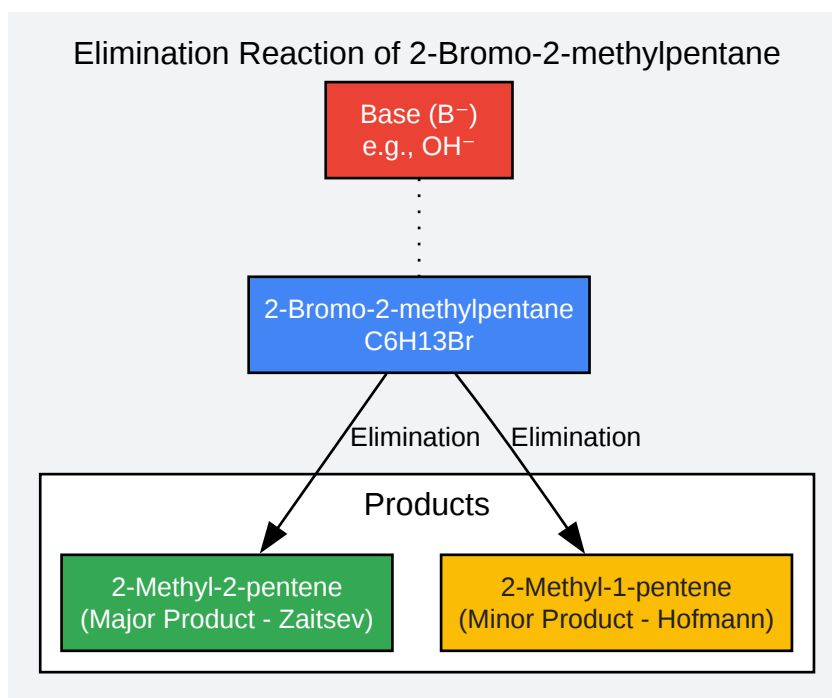 Elimination Reaction of 2-Bromo-2-methylpentane
Base (B⁻)
e.g., OH⁻
2-Bromo-2-methylpentane
C6H13Br
Elimination
Elimination
Products
2-Methyl-2-pentene
(Major Product - Zaitsev)
2-Methyl-1-pentene
(Minor Product - Hofmann)